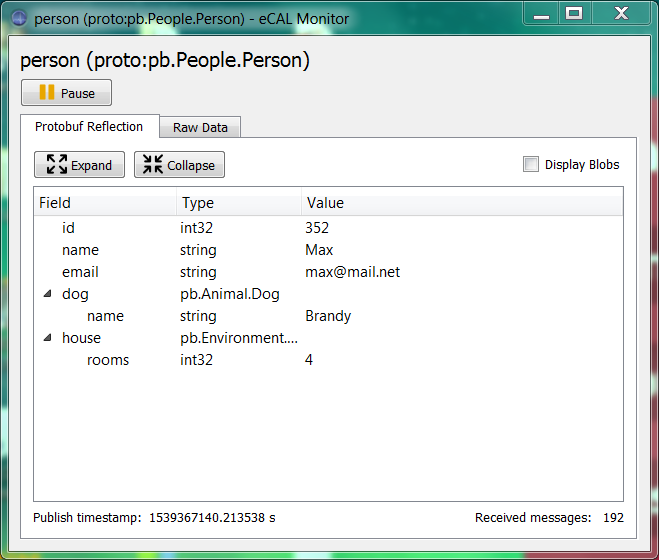 person (proto:pb.People.Person) - eCAL Monitor
person (proto:pb.People.Person)
Pause
Protobuf Reflection Raw Data
Expand Collapse Display Blobs
Field Type Value
id int32 352
name string Max
email string max@mail.net
dog pb.Animal.Dog
name string Brandy
house pb.Environment....
rooms int32 4
Publish timestamp: 1539367140.213538 s Received messages: 192